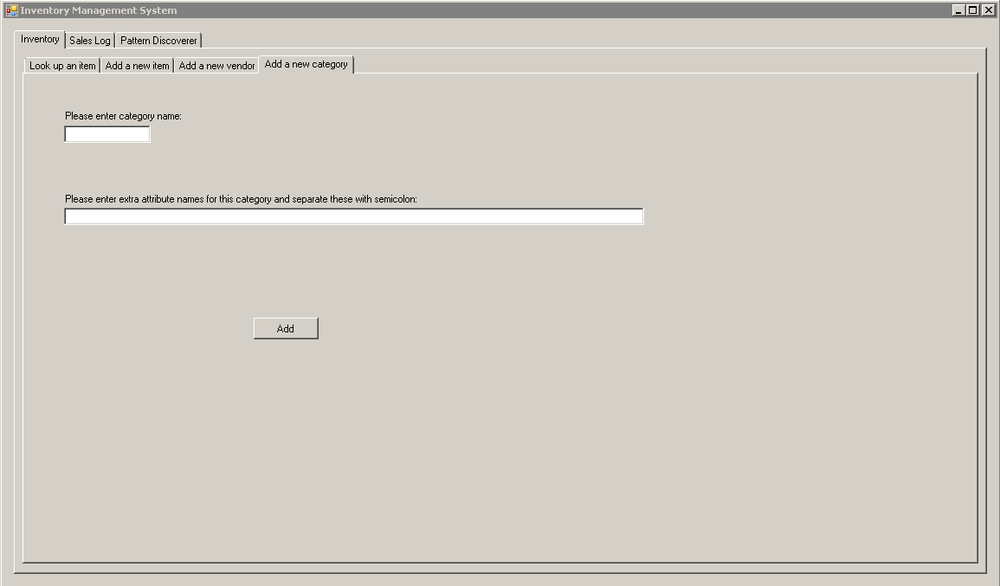 Inventory Management System
Inventory Sales Log Pattern Discoverer
Look up an item Add a new item Add a new vendor Add a new category
Please enter category name:
Please enter extra attribute names for this category and separate these with semicolon:
Add